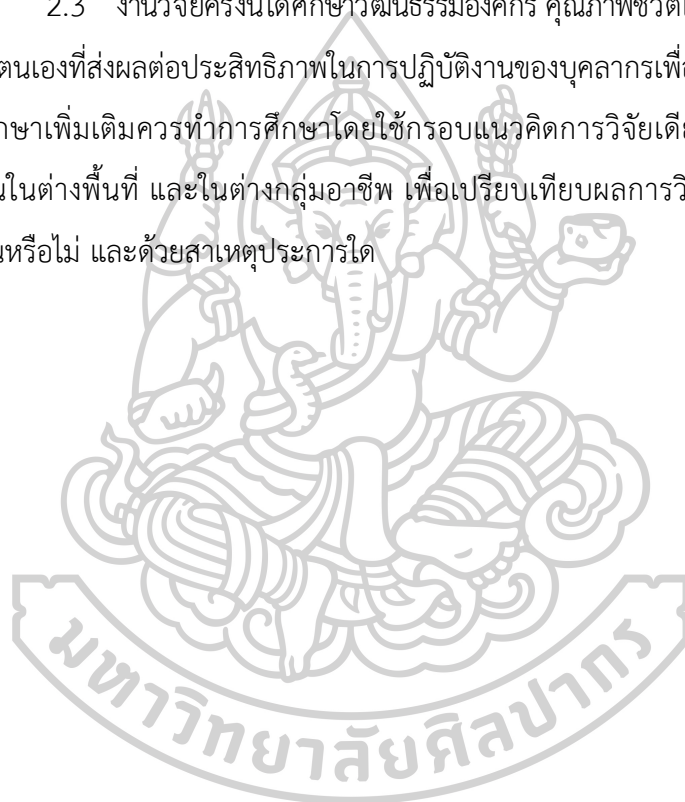 2.3 งานวิจัยครั้งนี้ได้ศึกษาวัฒนธรรมองค์กร คุณภาพชีวิต
ตนเองที่ส่งผลต่อประสิทธิภาพในการปฏิบัติงานของบุคลากรเพื่อ
กษาเพิ่มเติมควรทำการศึกษาโดยใช้กรอบแนวคิดการวิจัยเดีย
นในต่างพื้นที่ และในต่างกลุ่มอาชีพ เพื่อเปรียบเทียบผลการวิ
นหรือไม่ และด้วยสาเหตุประการใด
มหาวิทยาลัยศิลปากร